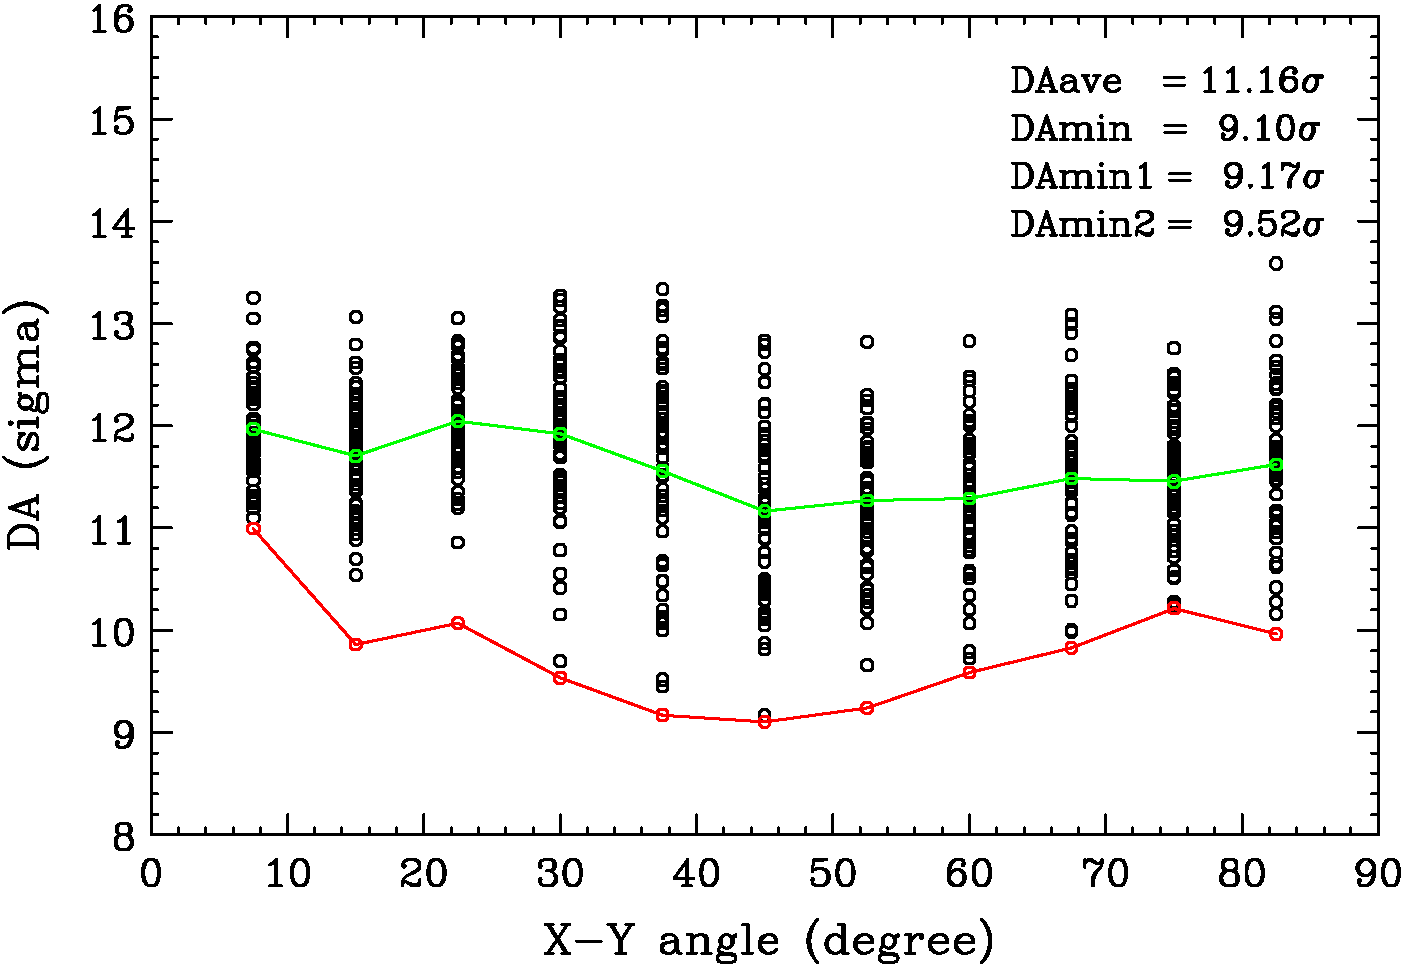 16
15
14
13
12
11
10
9
8
DA (sigma)
DAave = 11.16σ
DAmin = 9.10σ
DAmin1 = 9.17σ
DAmin2 = 9.52σ
0 10 20 30 40 50 60 70 80 90
X-Y angle (degree)